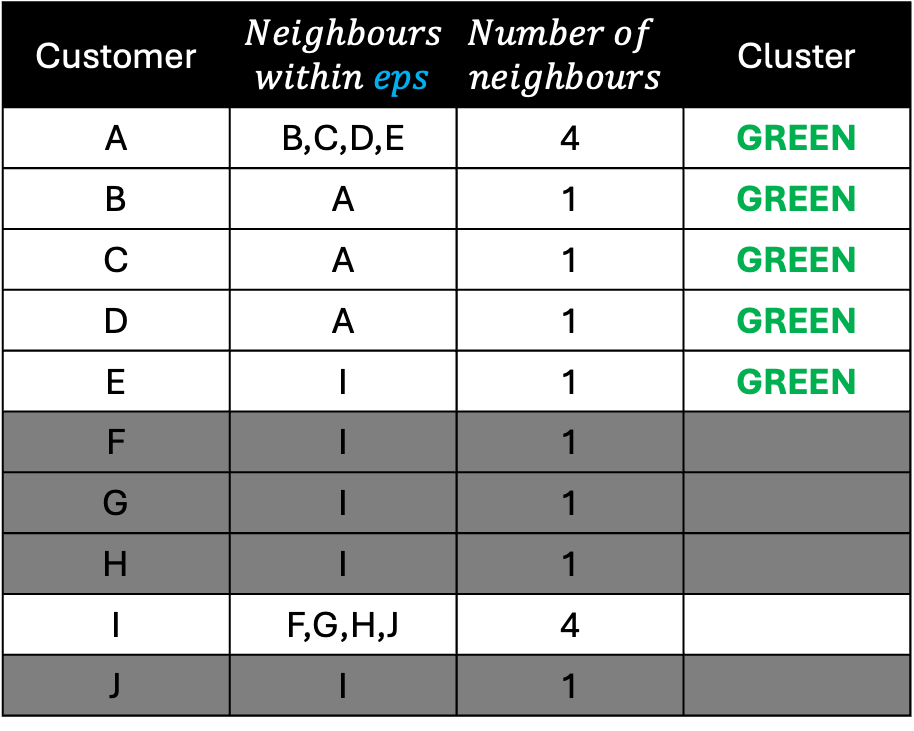 Customer Neighbours within eps Number of neighbours Cluster
A B,C,D,E 4 GREEN
B A 1 GREEN
C A 1 GREEN
D A 1 GREEN
E I 1 GREEN
F I 1
G I 1
H I 1
I F,G,H,J 4
J I 1